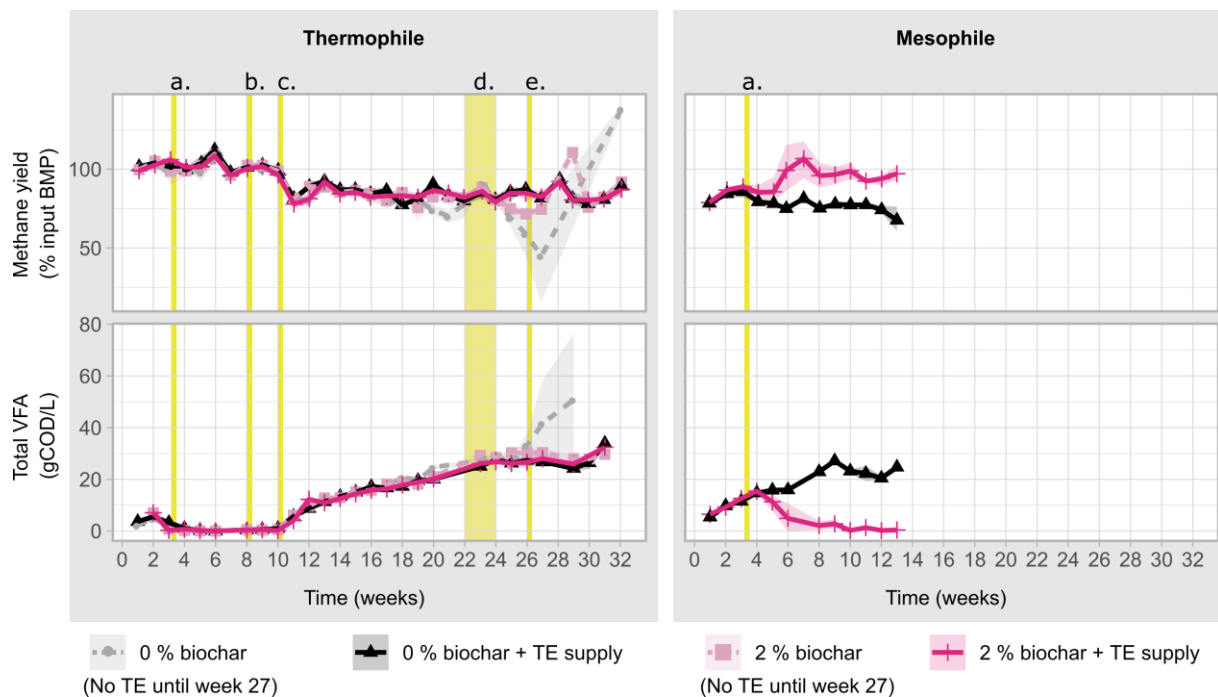 Thermophile
Mesophile
a. b. c. d. e.
a.
Methane yield
(% input BMP)
100
50
Total VFA
(gCOD/L)
80
60
40
20
0
0 2 4 6 8 10 12 14 16 18 20 22 24 26 28 30 32
0 2 4 6 8 10 12 14 16 18 20 22 24 26 28 30 32
Time (weeks)
Time (weeks)
0 % biochar
(No TE until week 27)
0 % biochar + TE supply
2 % biochar
(No TE until week 27)
2 % biochar + TE supply